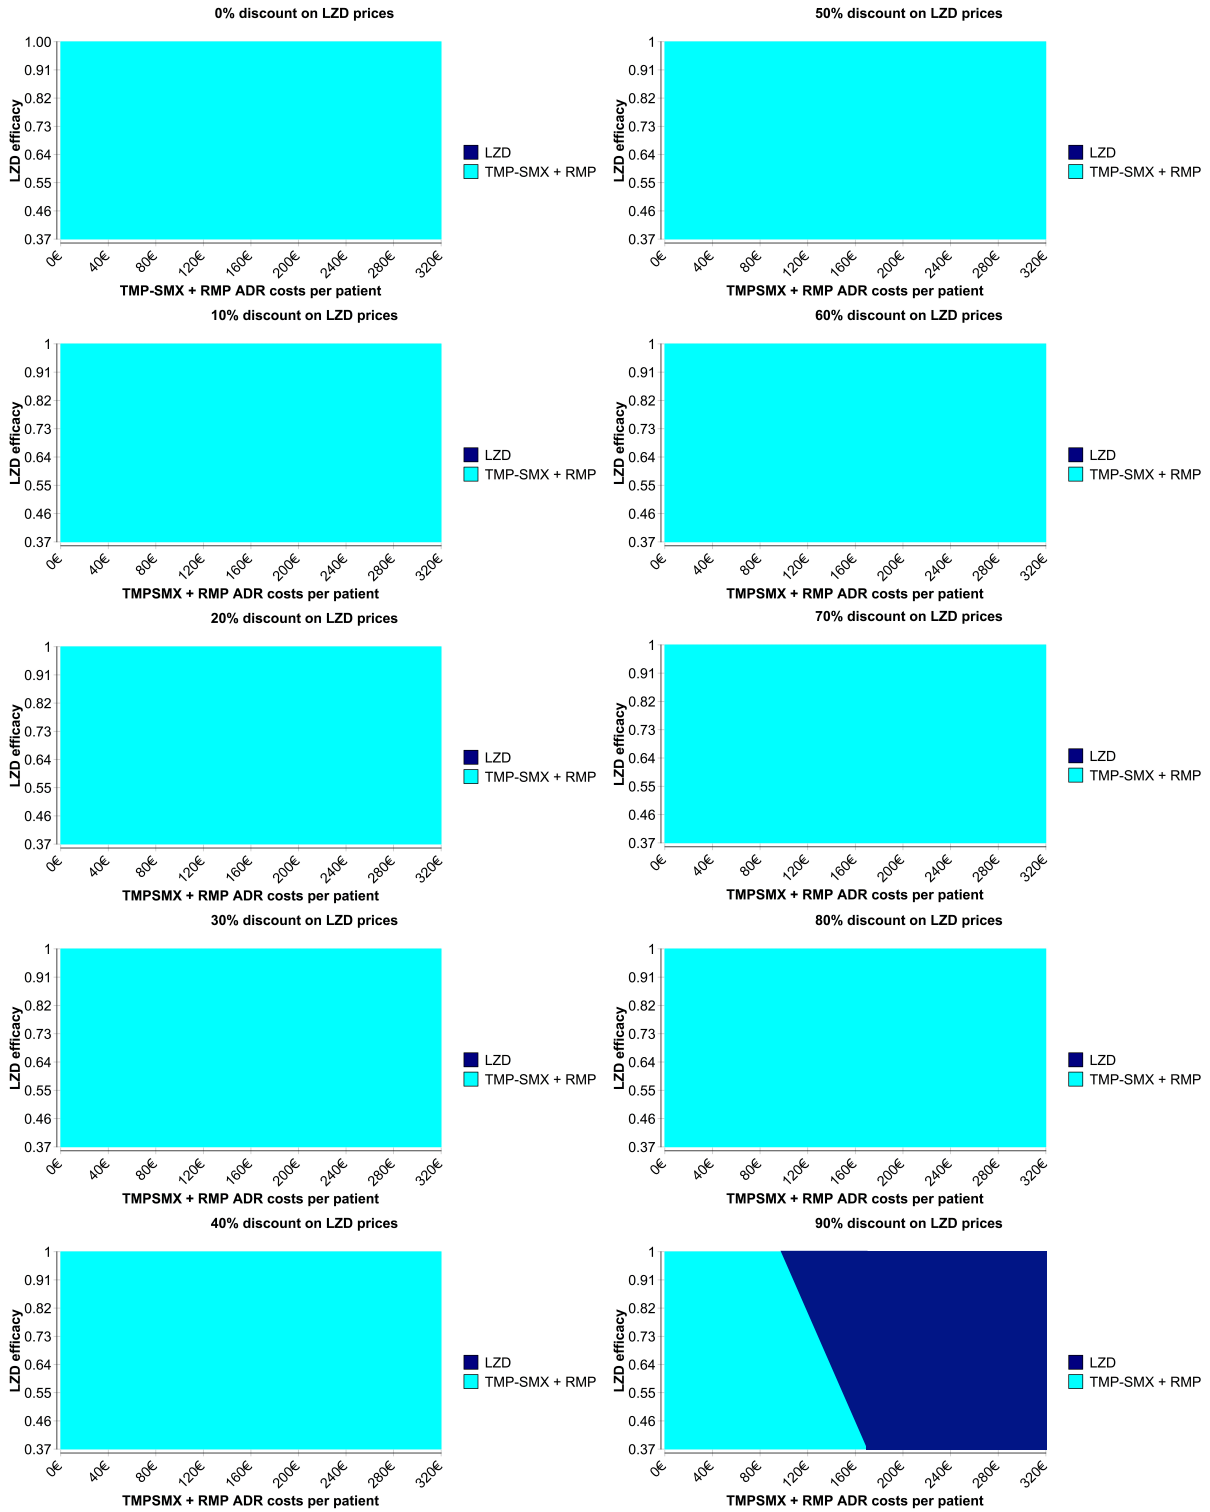 0% discount on LZD prices
1.00
0.91
0.82
0.73
0.64
0.55
0.46
0.37
LZD efficacy
0€ 40€ 80€ 120€ 160€ 200€ 240€ 280€ 320€
TMP-SMX + RMP ADR costs per patient
LZD
TMP-SMX + RMP
50% discount on LZD prices
1
0.91
0.82
0.73
0.64
0.55
0.46
0.37
LZD efficacy
0€ 40€ 80€ 120€ 160€ 200€ 240€ 280€ 320€
TMPSMX + RMP ADR costs per patient
LZD
TMP-SMX + RMP
10% discount on LZD prices
1
0.91
0.82
0.73
0.64
0.55
0.46
0.37
LZD efficacy
0€ 40€ 80€ 120€ 160€ 200€ 240€ 280€ 320€
TMPSMX + RMP ADR costs per patient
LZD
TMP-SMX + RMP
60% discount on LZD prices
1
0.91
0.82
0.73
0.64
0.55
0.46
0.37
LZD efficacy
0€ 40€ 80€ 120€ 160€ 200€ 240€ 280€ 320€
TMPSMX + RMP ADR costs per patient
LZD
TMP-SMX + RMP
20% discount on LZD prices
1
0.91
0.82
0.73
0.64
0.55
0.46
0.37
LZD efficacy
0€ 40€ 80€ 120€ 160€ 200€ 240€ 280€ 320€
TMPSMX + RMP ADR costs per patient
LZD
TMP-SMX + RMP
70% discount on LZD prices
1
0.91
0.82
0.73
0.64
0.55
0.46
0.37
LZD efficacy
0€ 40€ 80€ 120€ 160€ 200€ 240€ 280€ 320€
TMPSMX + RMP ADR costs per patient
LZD
TMP-SMX + RMP
30% discount on LZD prices
1
0.91
0.82
0.73
0.64
0.55
0.46
0.37
LZD efficacy
0€ 40€ 80€ 120€ 160€ 200€ 240€ 280€ 320€
TMPSMX + RMP ADR costs per patient
LZD
TMP-SMX + RMP
80% discount on LZD prices
1
0.91
0.82
0.73
0.64
0.55
0.46
0.37
LZD efficacy
0€ 40€ 80€ 120€ 160€ 200€ 240€ 280€ 320€
TMPSMX + RMP ADR costs per patient
LZD
TMP-SMX + RMP
40% discount on LZD prices
1
0.91
0.82
0.73
0.64
0.55
0.46
0.37
LZD efficacy
0€ 40€ 80€ 120€ 160€ 200€ 240€ 280€ 320€
TMPSMX + RMP ADR costs per patient
LZD
TMP-SMX + RMP
90% discount on LZD prices
1
0.91
0.82
0.73
0.64
0.55
0.46
0.37
LZD efficacy
0€ 40€ 80€ 120€ 160€ 200€ 240€ 280€ 320€
TMPSMX + RMP ADR costs per patient
LZD
TMP-SMX + RMP